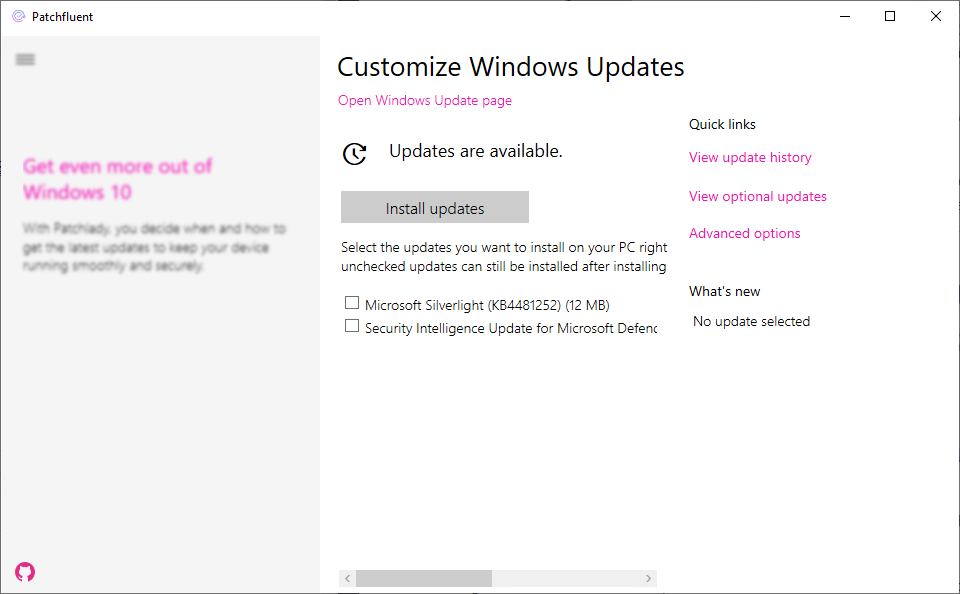 Patchfluent
Customize Windows Updates
Open Windows Update page
Updates are available.
Install updates
Select the updates you want to install on your PC right
unchecked updates can still be installed after installing
Microsoft Silverlight (KB4481252) (12 MB)
Security Intelligence Update for Microsoft Defenc
Quick links
View update history
View optional updates
Advanced options
What's new
No update selected
Get even more out of
Windows 10
With Patchlady, you decide when and how to
get the latest updates to keep your device
running smoothly and securely.